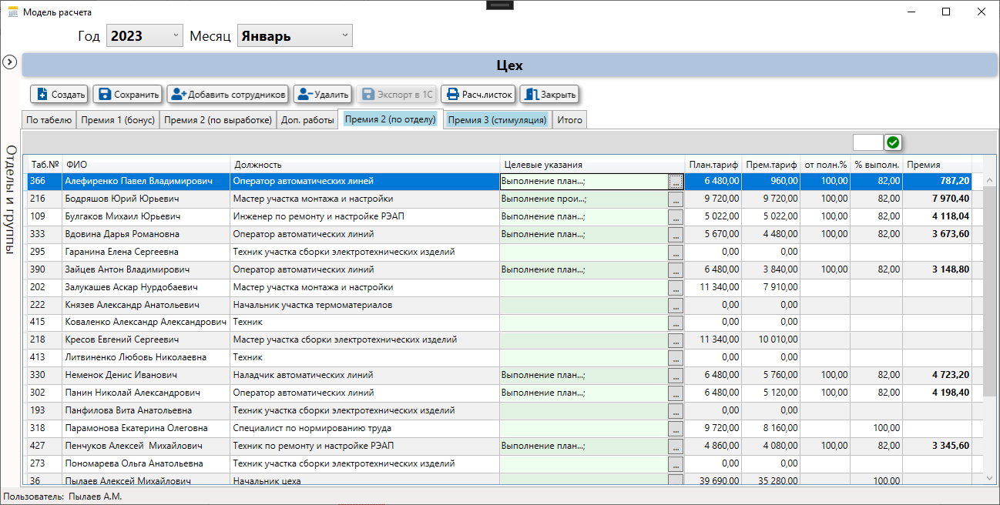 Модель расчета
Год 2023 Месяц Январь
Цех
Создать Сохранить Добавить сотрудников Удалить Экспорт в 1С Расч.листок Закрыть
По табелю Премия 1 (бонус) Премия 2 (по выработке) Доп. работы Премия 2 (по отделу) Премия 3 (стимуляция) Итого
Отделы и группы
Таб.№ ФИО Должность Целевые указания План.тариф Прем.тариф от полн.% % выполн. Премия
366 Алефиренко Павел Владимирович Оператор автоматических линей Выполнение план...; ... 6 480,00 960,00 100,00 82,00 787,20
216 Бодряшов Юрий Юрьевич Мастер участка монтажа и настройки Выполнение прои...; ... 9 720,00 9 720,00 100,00 82,00 7 970,40
109 Булгаков Михаил Юрьевич Инженер по ремонту и настройке РЭАП Выполнение план...; ... 5 022,00 5 022,00 100,00 82,00 4 118,04
333 Вдовина Дарья Романовна Оператор автоматических линий Выполнение план...; ... 5 670,00 4 480,00 100,00 82,00 3 673,60
295 Гаранина Елена Сергеевна Техник участка сборки электротехнических изделий ... 0,00 0,00
390 Зайцев Антон Владимирович Оператор автоматических линий Выполнение план...; ... 6 480,00 3 840,00 100,00 82,00 3 148,80
202 Залукашев Аскар Нурдобаевич Мастер участка монтажа и настройки ... 11 340,00 7 910,00
222 Князев Александр Анатольевич Начальник участка термоматериалов ... 0,00 0,00
415 Коваленко Александр Александрович Техник ... 0,00 0,00
218 Кресов Евгений Сергеевич Мастер участка сборки электротехнических изделий ... 11 340,00 10 010,00
413 Литвиненко Любовь Николаевна Техник ... 0,00 0,00
330 Неменок Денис Иванович Наладчик автоматических линий Выполнение план...; ... 6 480,00 5 760,00 100,00 82,00 4 723,20
302 Панин Николай Александрович Оператор автоматических линий Выполнение план...; ... 6 480,00 5 120,00 100,00 82,00 4 198,40
193 Панфилова Вита Анатольевна Техник участка сборки электротехнических изделий ... 0,00 0,00
318 Парамонова Екатерина Олеговна Специалист по нормированию труда ... 9 720,00 8 160,00 100,00
427 Пенчуков Алексей Михайлович Техник по ремонту и настройке РЭАП Выполнение план...; ... 4 860,00 4 080,00 100,00 82,00 3 345,60
273 Пономарева Ольга Анатольевна Техник участка сборки электротехнических изделий ... 0,00 0,00
36 Пылаев Алексей Михайлович Начальник цеха 39 690,00 35 280,00 100,00
Пользователь: Пылаев А.М.